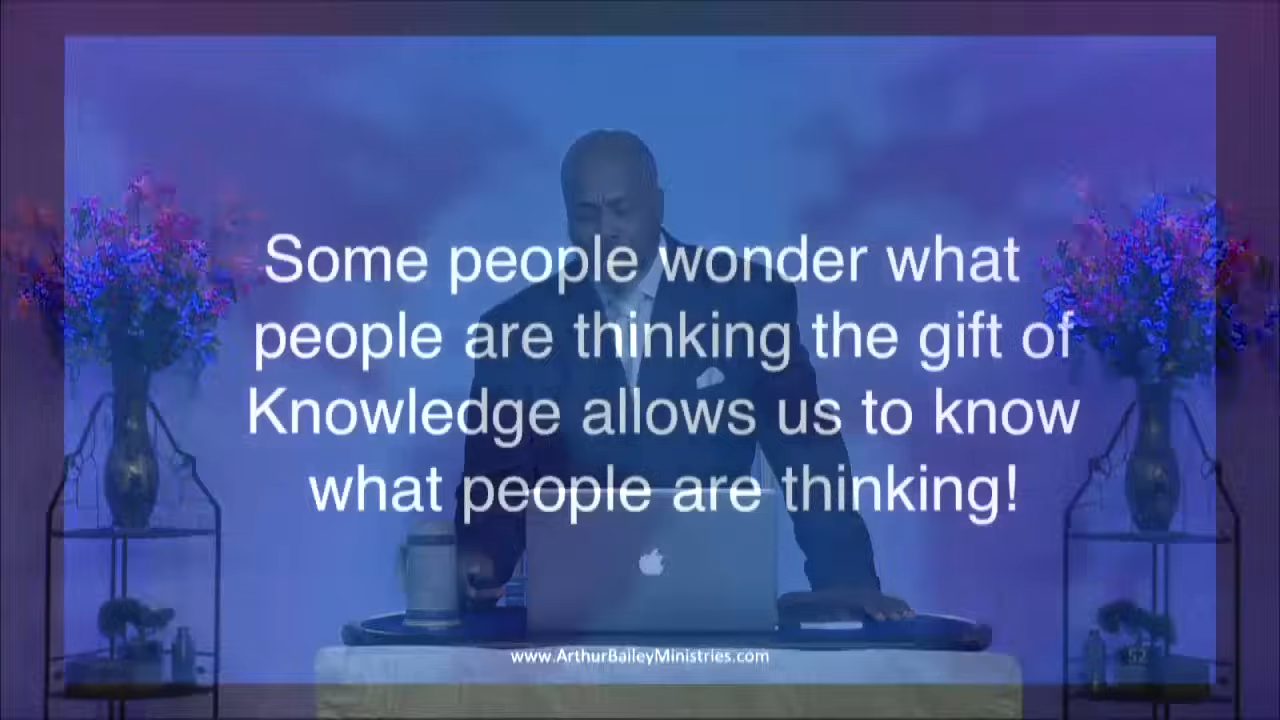 Some people wonder what
people are thinking the gift of
Knowledge allows us to know
what people are thinking!
www.ArthurBaileyMinistries.com